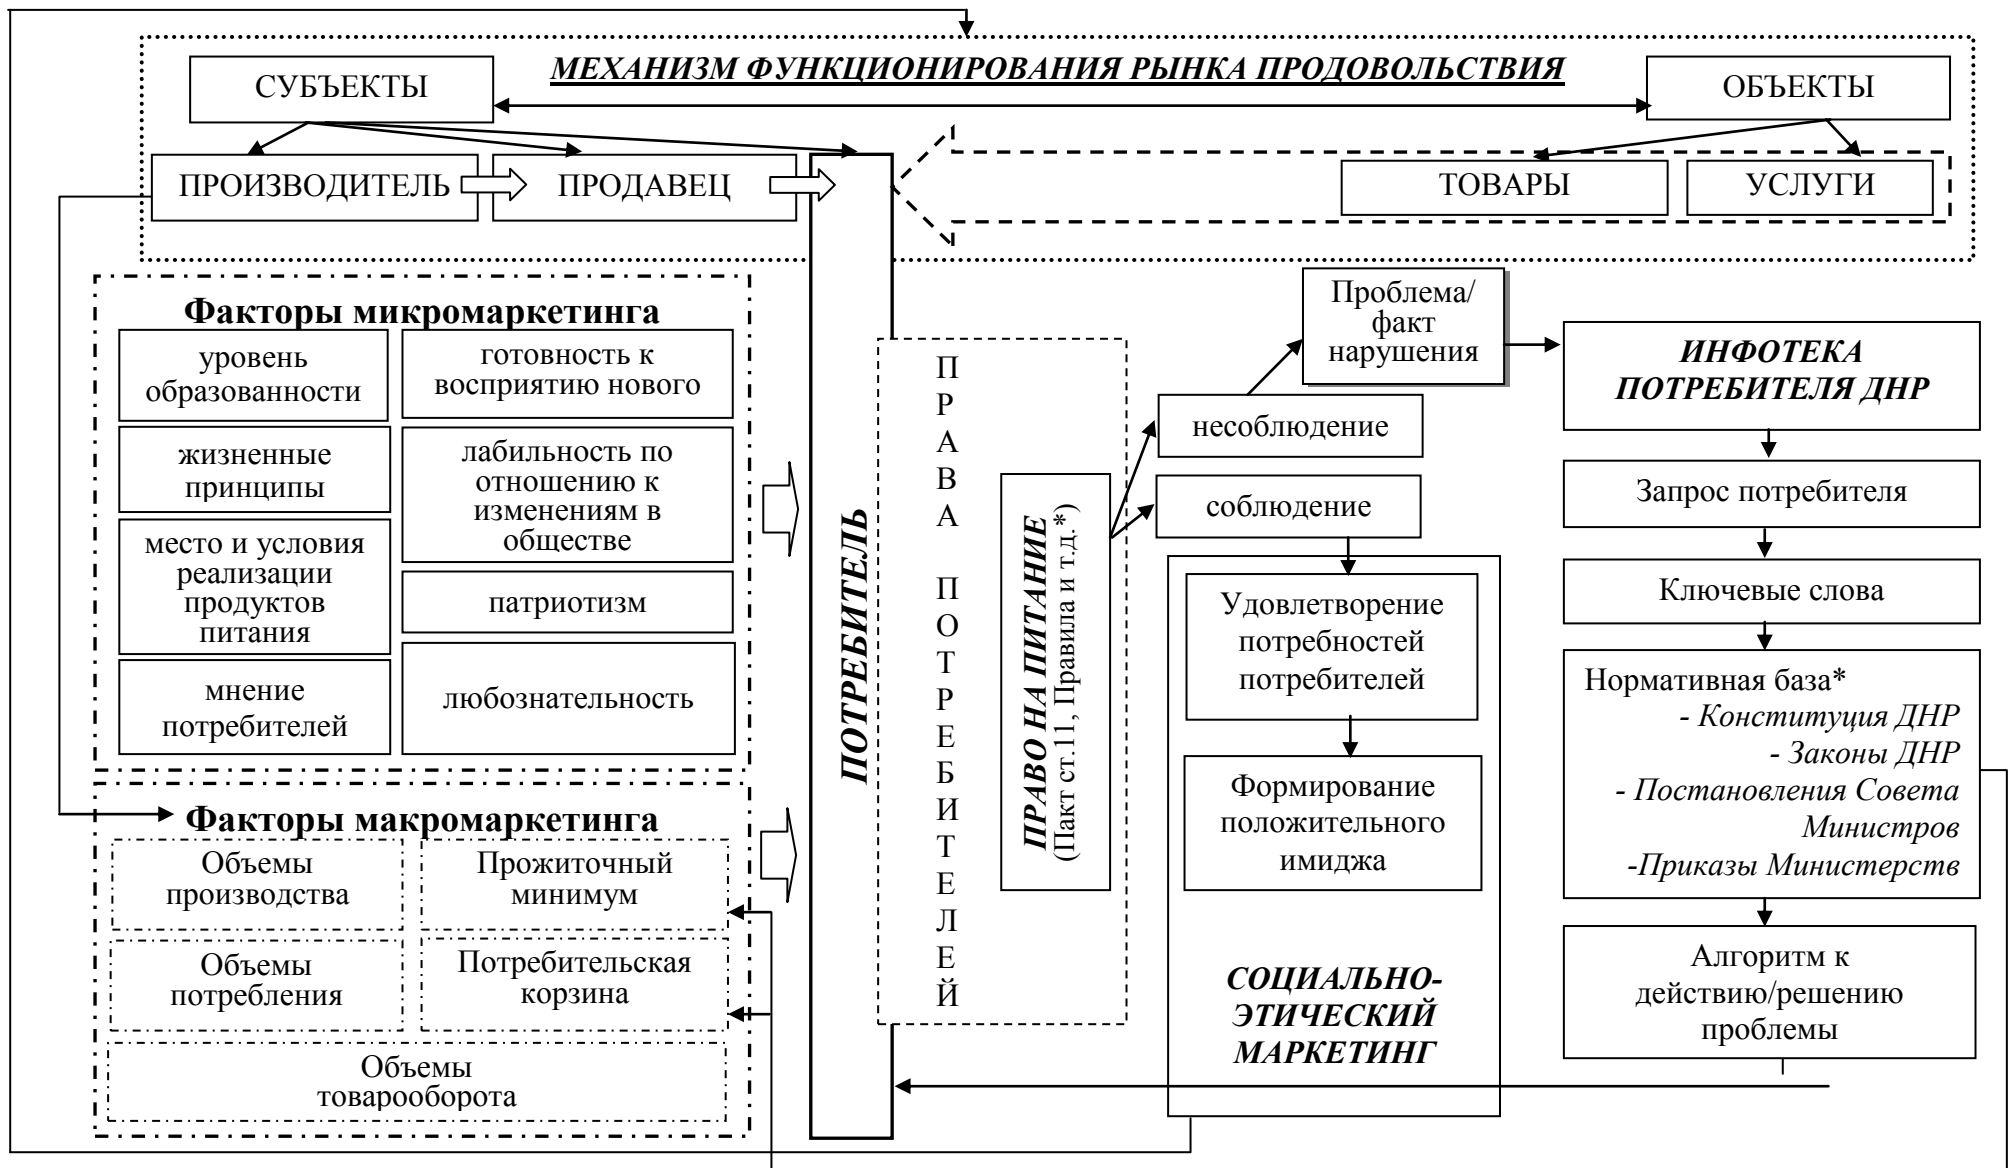 МЕХАНИЗМ ФУНКЦИОНИРОВАНИЯ РЫНКА ПРОДОВОЛЬСТВИЯ
СУБЪЕКТЫ
ОБЪЕКТЫ
ПРОИЗВОДИТЕЛЬ
ПРОДАВЕЦ
ТОВАРЫ
УСЛУГИ
Факторы микромаркетинга
уровень
образованности
готовность к
восприятию нового
жизненные
принципы
лабильность по
отношению к
изменениям в
обществе
место и условия
реализации
продуктов
питания
патриотизм
мнение
потребителей
любознательность
Факторы макромаркетинга
Объемы
производства
Прожиточный
минимум
Объемы
потребления
Потребительская
корзина
Объемы
товарооборота
ПОТРЕБИТЕЛЬ
ПРАВА ПОТРЕБИТЕЛЕЙ
ПРАВО НА ПИТАНИЕ
(Пакт ст.11, Правила и т.д.*)
Проблема/
факт
нарушения
несоблюдение
соблюдение
Удовлетворение
потребностей
потребителей
Формирование
положительного
имиджа
СОЦИАЛЬНО-
ЭТИЧЕСКИЙ
МАРКЕТИНГ
ИНФОТЕКА
ПОТРЕБИТЕЛЯ ДНР
Запрос потребителя
Ключевые слова
Нормативная база*
- Конституция ДНР
- Законы ДНР
- Постановления Совета
Министров
-Приказы Министерств
Алгоритм к
действию/решению
проблемы